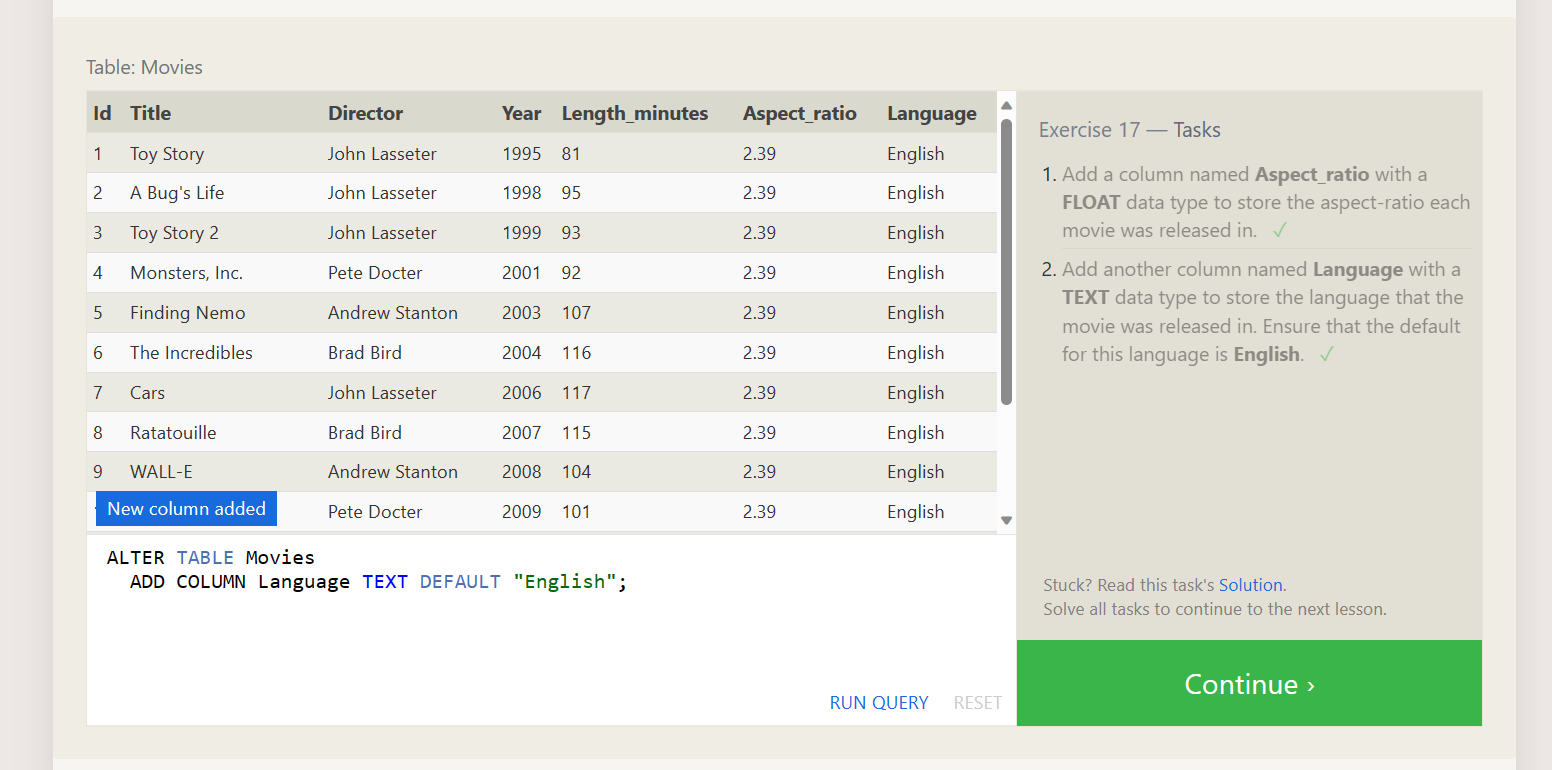 Table: Movies
Id Title Director Year Length_minutes Aspect_ratio Language
1 Toy Story John Lasseter 1995 81 2.39 English
2 A Bug's Life John Lasseter 1998 95 2.39 English
3 Toy Story 2 John Lasseter 1999 93 2.39 English
4 Monsters, Inc. Pete Docter 2001 92 2.39 English
5 Finding Nemo Andrew Stanton 2003 107 2.39 English
6 The Incredibles Brad Bird 2004 116 2.39 English
7 Cars John Lasseter 2006 117 2.39 English
8 Ratatouille Brad Bird 2007 115 2.39 English
9 WALL-E Andrew Stanton 2008 104 2.39 English
New column added
Pete Docter 2009 101 2.39 English
ALTER TABLE Movies
ADD COLUMN Language TEXT DEFAULT "English";
RUN QUERY RESET
Exercise 17 — Tasks
1. Add a column named Aspect_ratio with a
FLOAT data type to store the aspect-ratio each
movie was released in. ✓
2. Add another column named Language with a
TEXT data type to store the language that the
movie was released in. Ensure that the default
for this language is English. ✓
Stuck? Read this task's Solution.
Solve all tasks to continue to the next lesson.
Continue ›